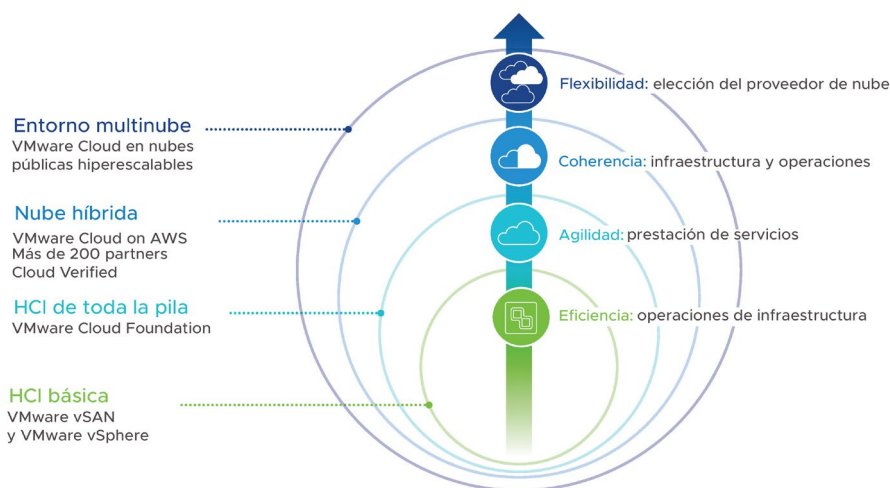 Entorno multinube
VMware Cloud en nubes
públicas hiperescalables
Nube híbrida
VMware Cloud on AWS
Más de 200 partners
Cloud Verified
HCI de toda la pila
VMware Cloud Foundation
HCI básica
VMware vSAN
y VMware vSphere
Flexibilidad: elección del proveedor de nube
Coherencia: infraestructura y operaciones
Agilidad: prestación de servicios
Eficiencia: operaciones de infraestructura